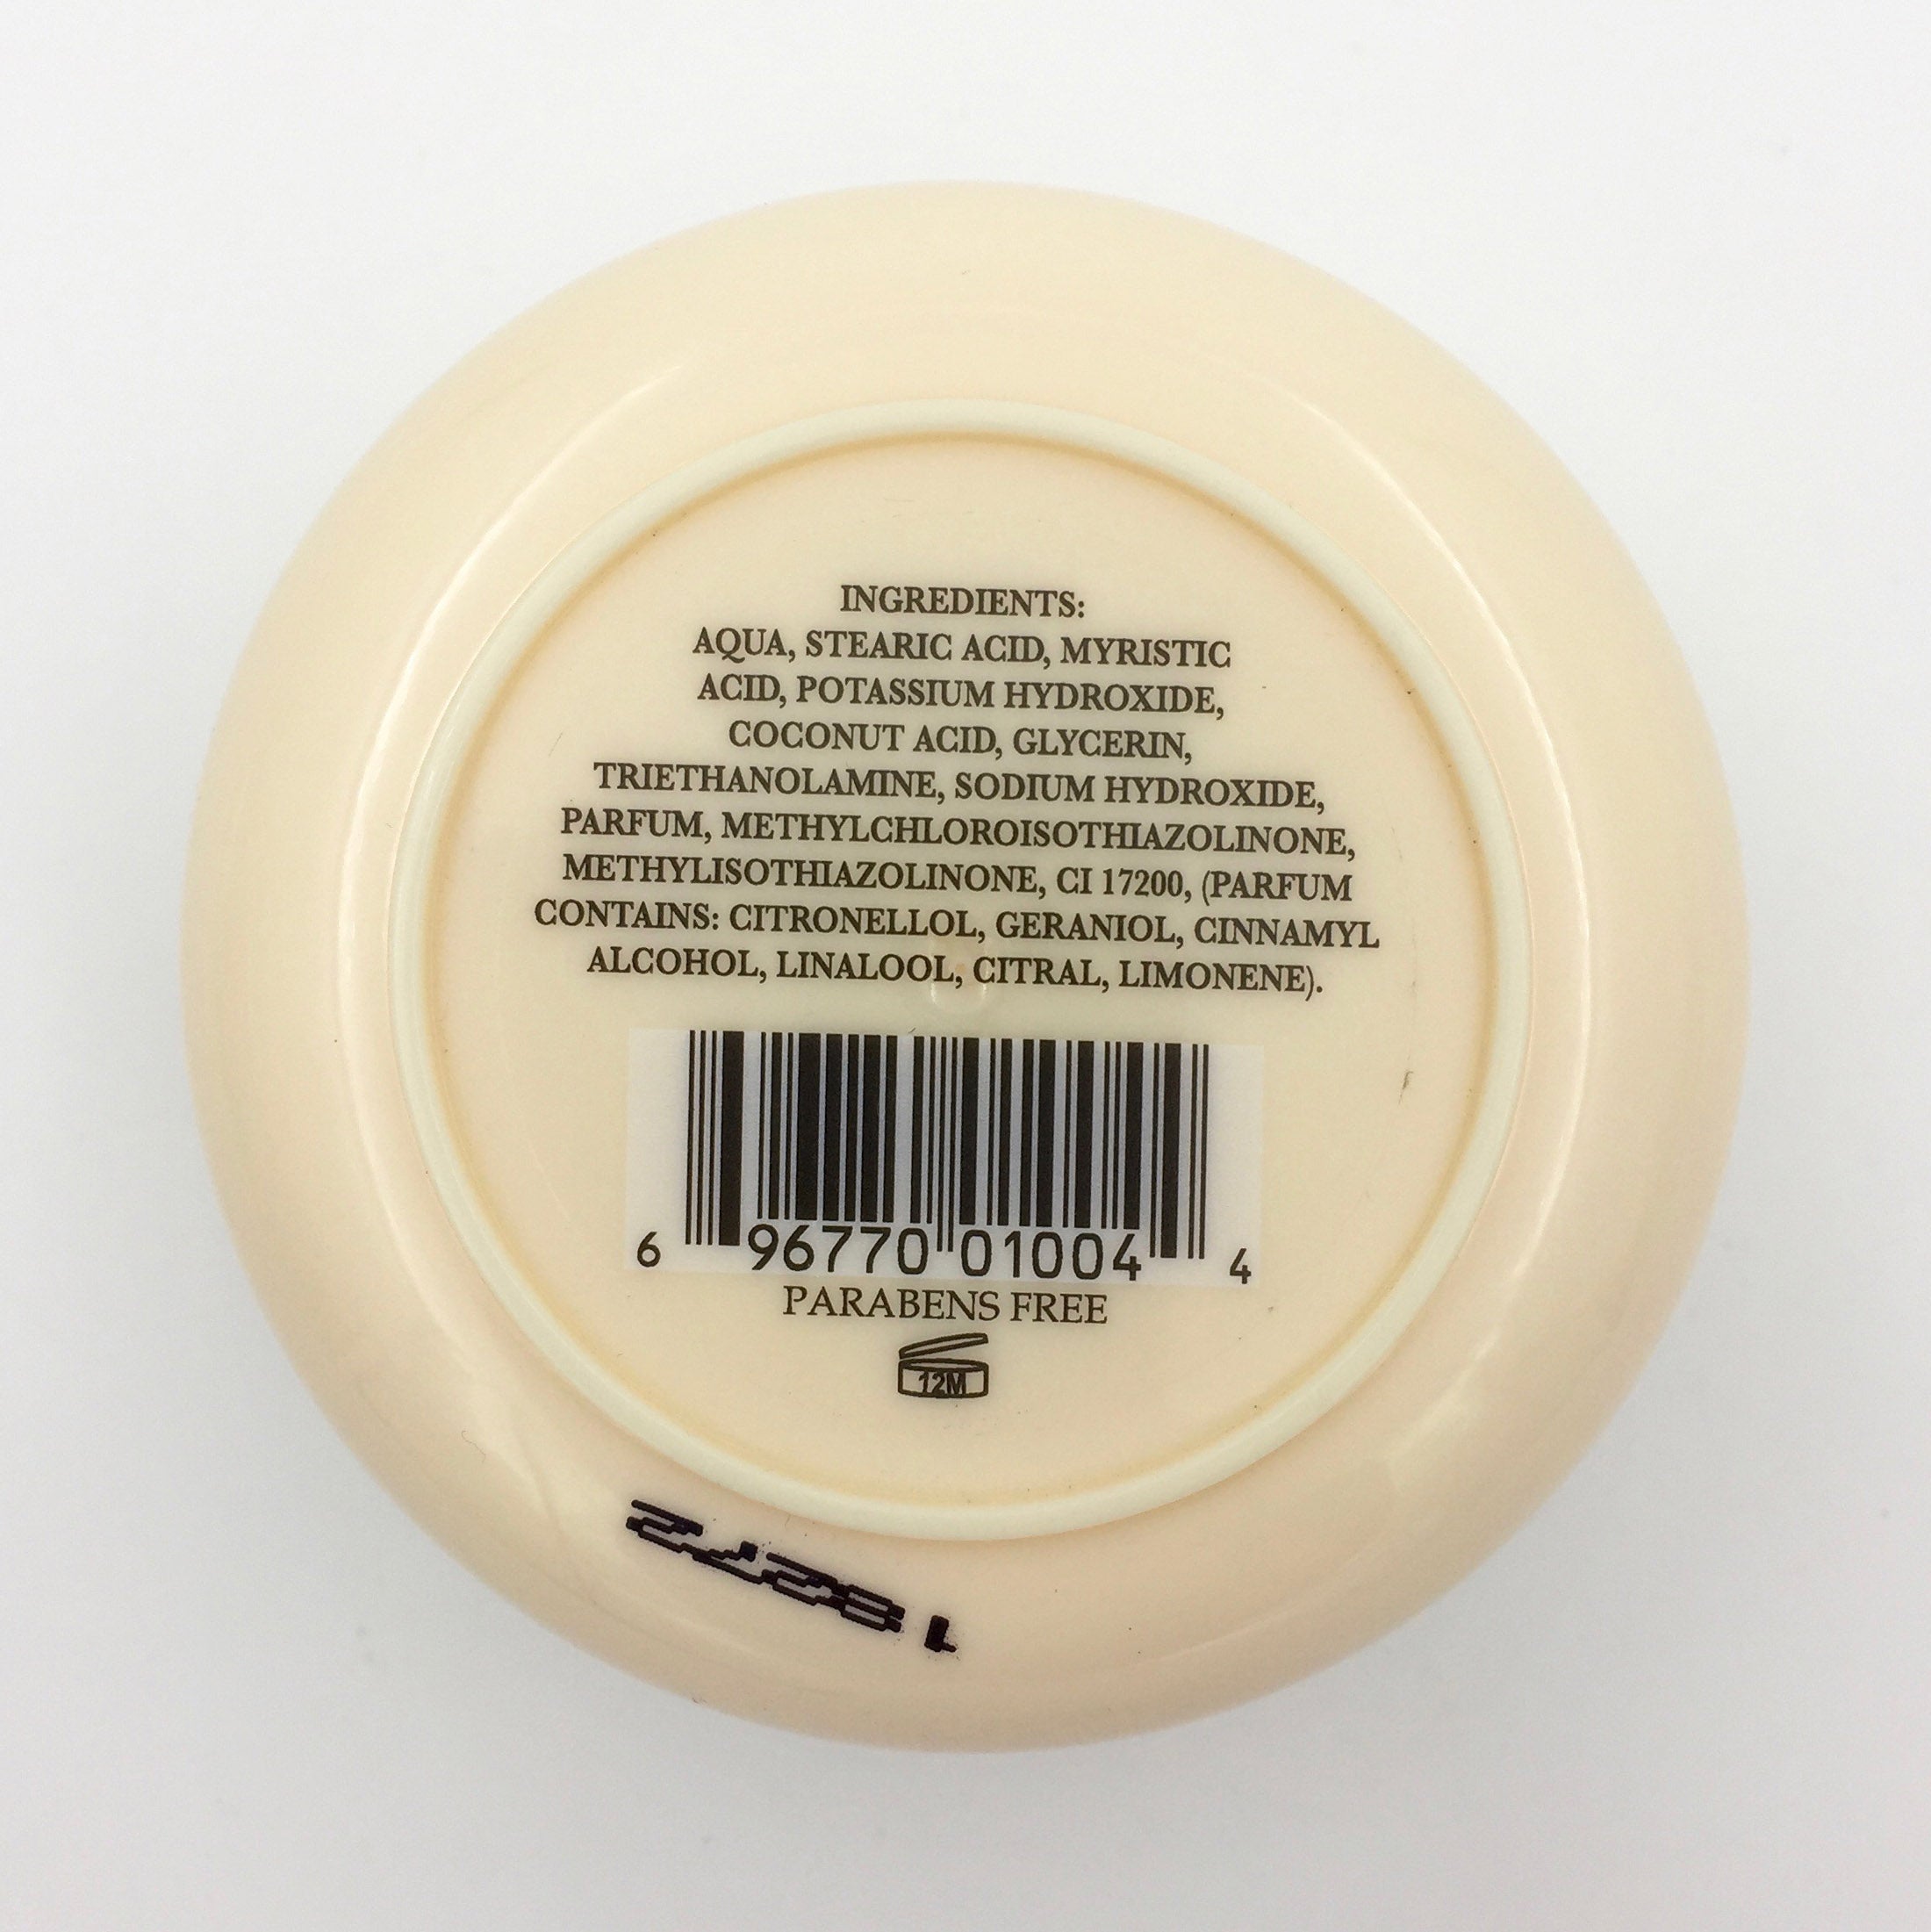 INGREDIENTS:
AQUA, STEARIC ACID, MYRISTIC
ACID, POTASSIUM HYDROXIDE,
COCONUT ACID, GLYCERIN,
TRIETHANOLAMINE, SODIUM HYDROXIDE,
PARFUM, METHYLCHLOROISOTHIAZOLINONE,
METHYLISOTHIAZOLINONE, CI 17200, (PARFUM
CONTAINS: CITRONELLOL, GERANIOL, CINNAMYL
ALCOHOL, LINALOOL, CITRAL, LIMONENE).
6 96770 01004 4
PARABENS FREE
12M